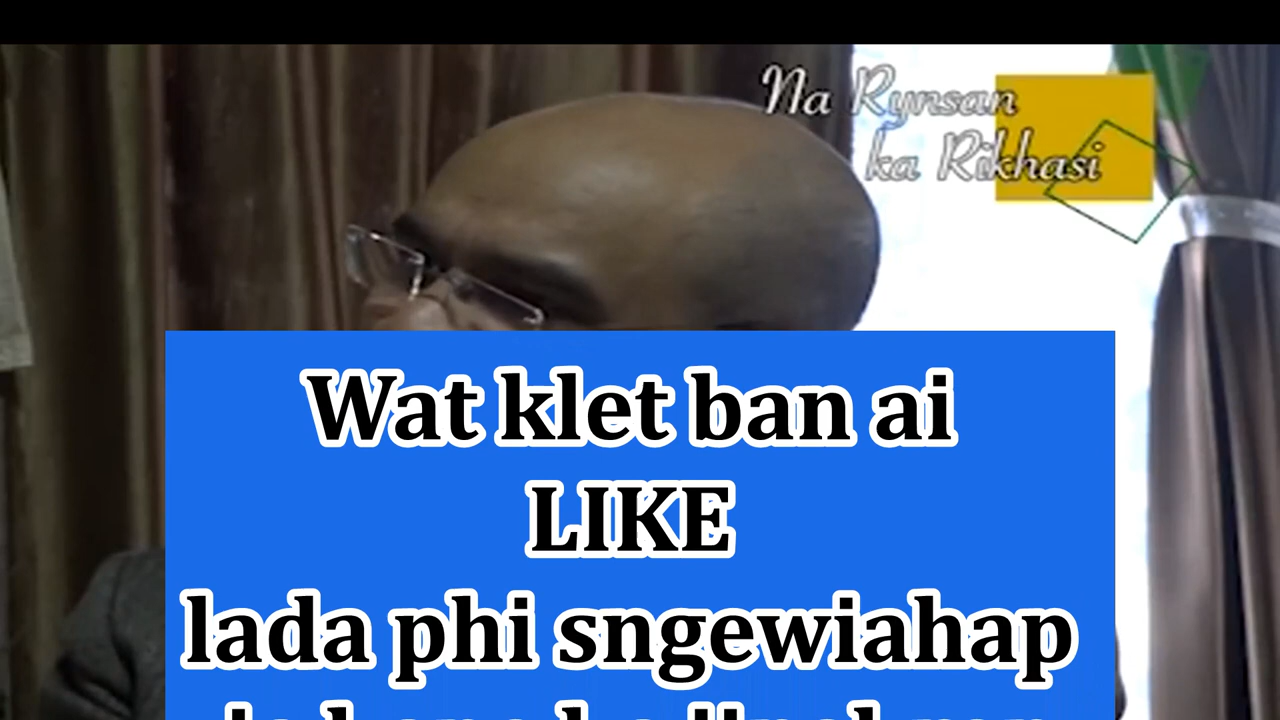 Na Rynsan
ka Rikhasi
Wat klet ban ai
LIKE
lada phi sngewiahap